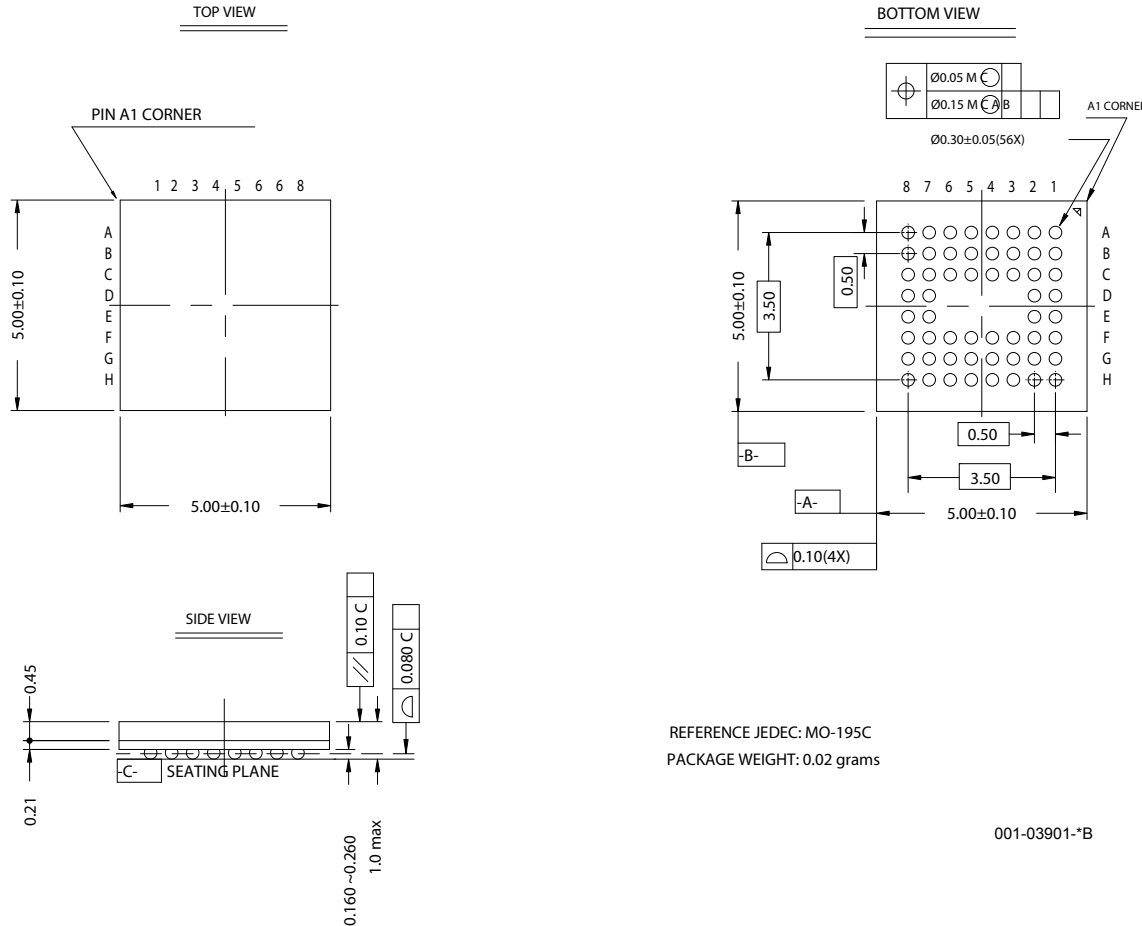 TOP VIEW
BOTTOM VIEW
Ø0.05 M C
Ø0.15 M C A B
PIN A1 CORNER
A1 CORNER
Ø0.30±0.05(56X)
1 2 3 4 5 6 6 8
8 7 6 5 4 3 2 1
A
B
C
D
E
F
G
H
5.00±0.10
5.00±0.10
5.00±0.10
3.50
0.50
A
B
C
D
E
F
G
H
0.50
3.50
5.00±0.10
-B-
-A-
0.10(4X)
SIDE VIEW
0.10 C
0.080 C
0.45
0.21
-C-
SEATING PLANE
0.160 ~0.260
1.0 max
REFERENCE JEDEC: MO-195C
PACKAGE WEIGHT: 0.02 grams
001-03901-*B